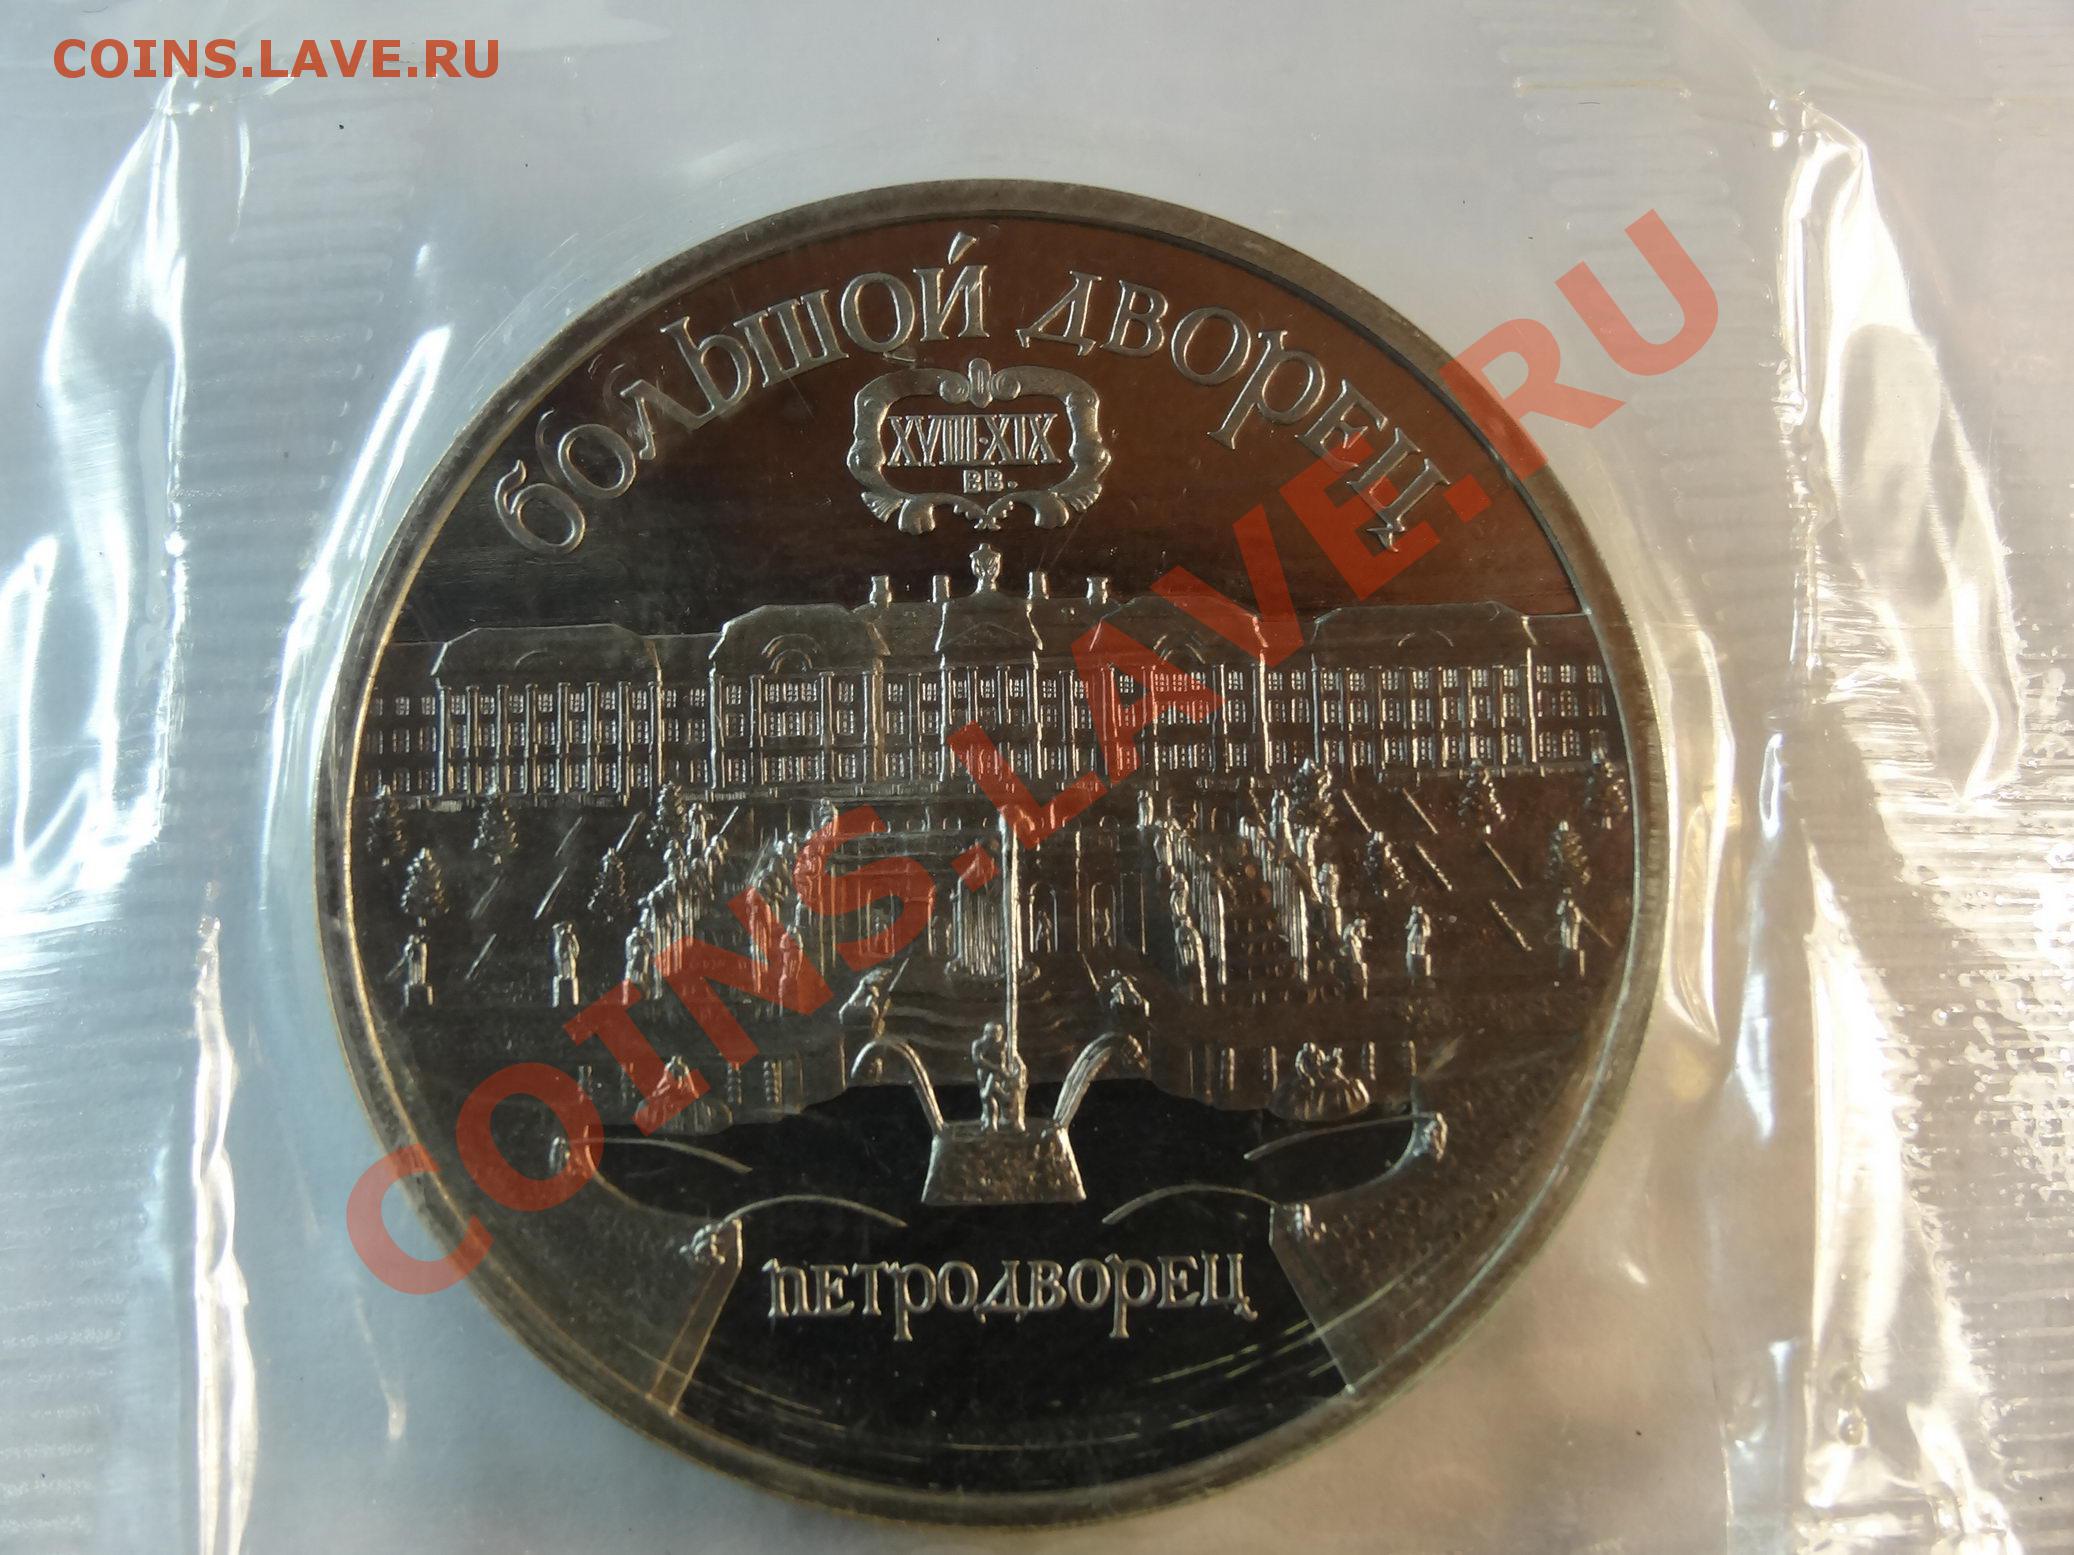 COINS.LAVE.RU
большой дворец
XVIII-XIX
ВВ.
COINS.LAVE.RU
петродворец